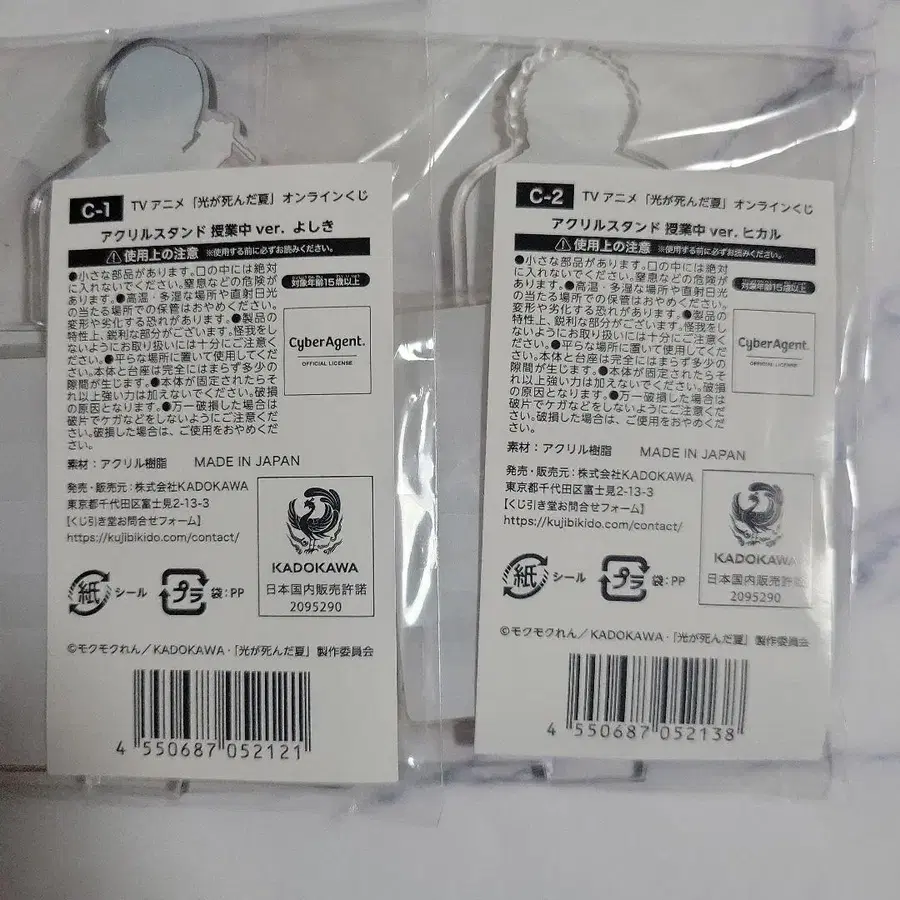 C-1 TV アニメ「光が死んだ夏」オンラインくじ
アクリルスタンド 授業中 ver. よしき
使用上の注意 ※使用する前に必ずお読みください。
●小さな部品があります。口の中には絶対
に入れないでください。窒息などの危険が
あります。●高温・多湿な場所や直射日光
の当たる場所での保管はおやめください。
変形や劣化する恐れがあります。●製品の
特性上、鋭利な部分がございます。怪我をし
ないようにお取り扱いには十分にご注意くだ
さい。●平らな場所に置いて使用してくだ
さい。本体と台座は完全にはまらず多少の
隙間が生じます。●本体が固定されたらそ
れ以上強い力は加えないでください。破損
の原因となります。●万一破損した場合は
破片でケガなどをしないようにご注意くだ
さい。破損した場合は、ご使用をおやめくだ
さい。
対象年齢15歳以上
CyberAgent.
OFFICIAL LICENSE
素材：アクリル樹脂 MADE IN JAPAN
発売・販売元：株式会社KADOKAWA
東京都千代田区富士見2-13-3
【くじ引き堂お問合せフォーム】
https://kujibikido.com/contact/
KADOKAWA
日本国内販売許諾
2095290
紙 シール プラ 袋：PP
©モクモクれん／KADOKAWA・「光が死んだ夏」製作委員会
4 550687 052121
C-2 TV アニメ「光が死んだ夏」オンラインくじ
アクリルスタンド 授業中 ver. ヒカル
使用上の注意 ※使用する前に必ずお読みください。
●小さな部品があります。口の中には絶対
に入れないでください。窒息などの危険が
あります。●高温・多湿な場所や直射日光
の当たる場所での保管はおやめください。
変形や劣化する恐れがあります。●製品の
特性上、鋭利な部分がございます。怪我をし
ないようにお取り扱いには十分にご注意くだ
さい。●平らな場所に置いて使用してくだ
さい。本体と台座は完全にはまらず多少の
隙間が生じます。●本体が固定されたらそ
れ以上強い力は加えないでください。破損
の原因となります。●万一破損した場合は
破片でケガなどをしないようにご注意くだ
さい。破損した場合は、ご使用をおやめくだ
さい。
対象年齢15歳以上
CyberAgent.
OFFICIAL LICENSE
素材：アクリル樹脂 MADE IN JAPAN
発売・販売元：株式会社KADOKAWA
東京都千代田区富士見2-13-3
【くじ引き堂お問合せフォーム】
https://kujibikido.com/contact/
KADOKAWA
日本国内販売許諾
2095290
紙 シール プラ 袋：PP
©モクモクれん／KADOKAWA・「光が死んだ夏」製作委員会
4 550687 052138